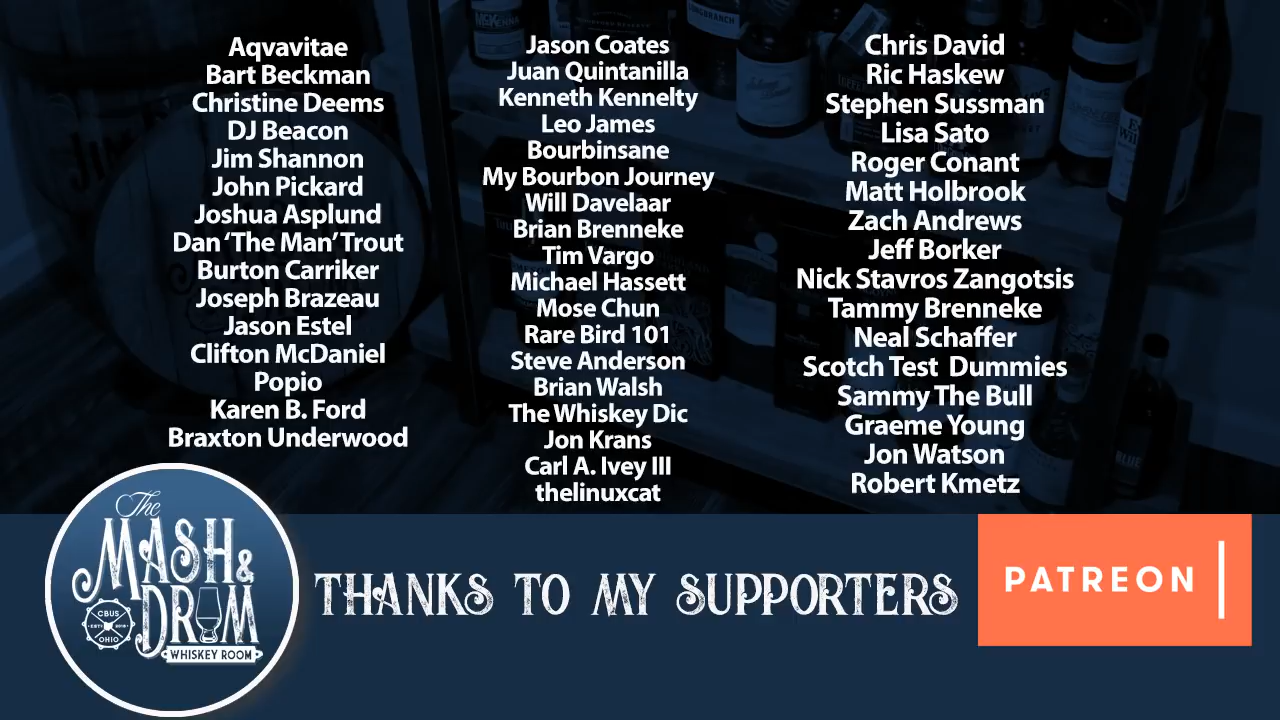 Aqvavitae
Bart Beckman
Christine Deems
DJ Beacon
Jim Shannon
John Pickard
Joshua Asplund
Dan ‘The Man’ Trout
Burton Carriker
Joseph Brazeau
Jason Estel
Clifton McDaniel
Popio
Karen B. Ford
Braxton Underwood
Jason Coates
Juan Quintanilla
Kenneth Kennelty
Leo James
Bourbinsane
My Bourbon Journey
Will Davelaar
Brian Brenneke
Tim Vargo
Michael Hassett
Mose Chun
Rare Bird 101
Steve Anderson
Brian Walsh
The Whiskey Dic
Jon Krans
Carl A. Ivey III
thelinuxcat
Chris David
Ric Haskew
Stephen Sussman
Lisa Sato
Roger Conant
Matt Holbrook
Zach Andrews
Jeff Borker
Nick Stavros Zangotsis
Tammy Brenneke
Neal Schaffer
Scotch Test  Dummies
Sammy The Bull
Graeme Young
Jon Watson
Robert Kmetz
The
MASH &
DRUM
WHISKEY ROOM
CBUS
OHIO
THANKS TO MY SUPPORTERS
PATREON